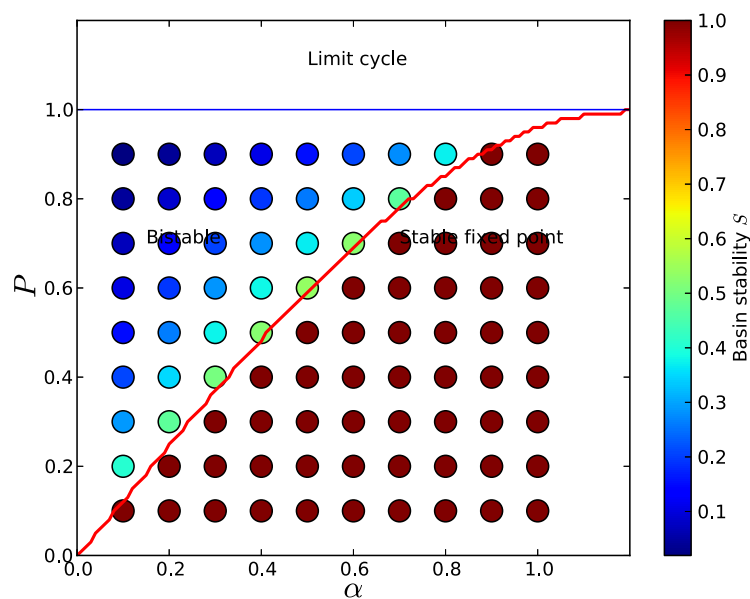 Limit cycle
Bistable
Stable fixed point
P
1.0
0.8
0.6
0.4
0.2
0.0
0.0 0.2 0.4 0.6 0.8 1.0
α
1.0
0.9
0.8
0.7
0.6
0.5
0.4
0.3
0.2
0.1
Basin stability S